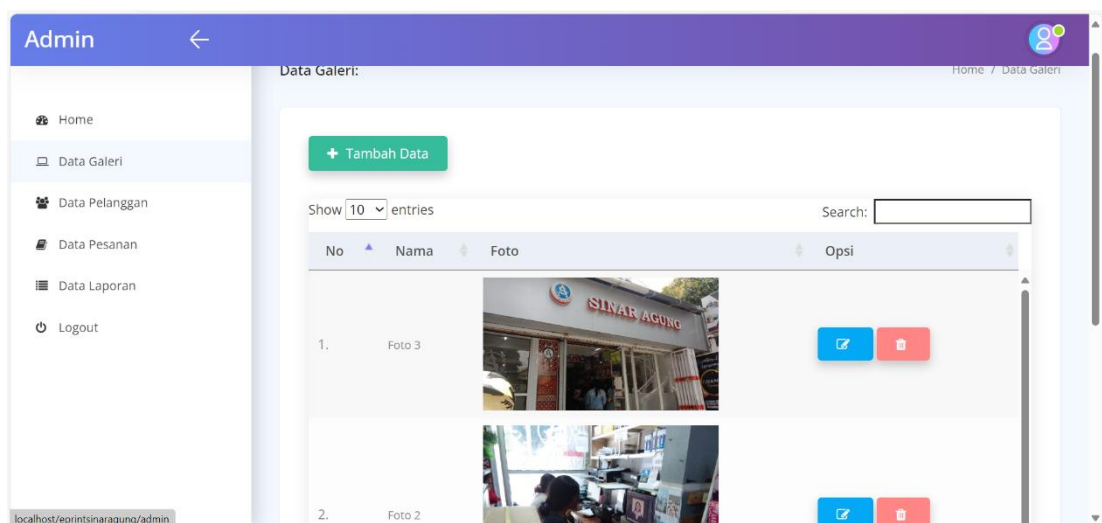 Admin
Data Galeri:
Home / Data Galeri
Home
Data Galeri
Data Pelanggan
Data Pesanan
Data Laporan
Logout
Tambah Data
Show 10 entries
Search:
No Nama Foto Opsi
1. Foto 3
SINAR AGUNG
2. Foto 2
localhost/eprintsinaragung/admin